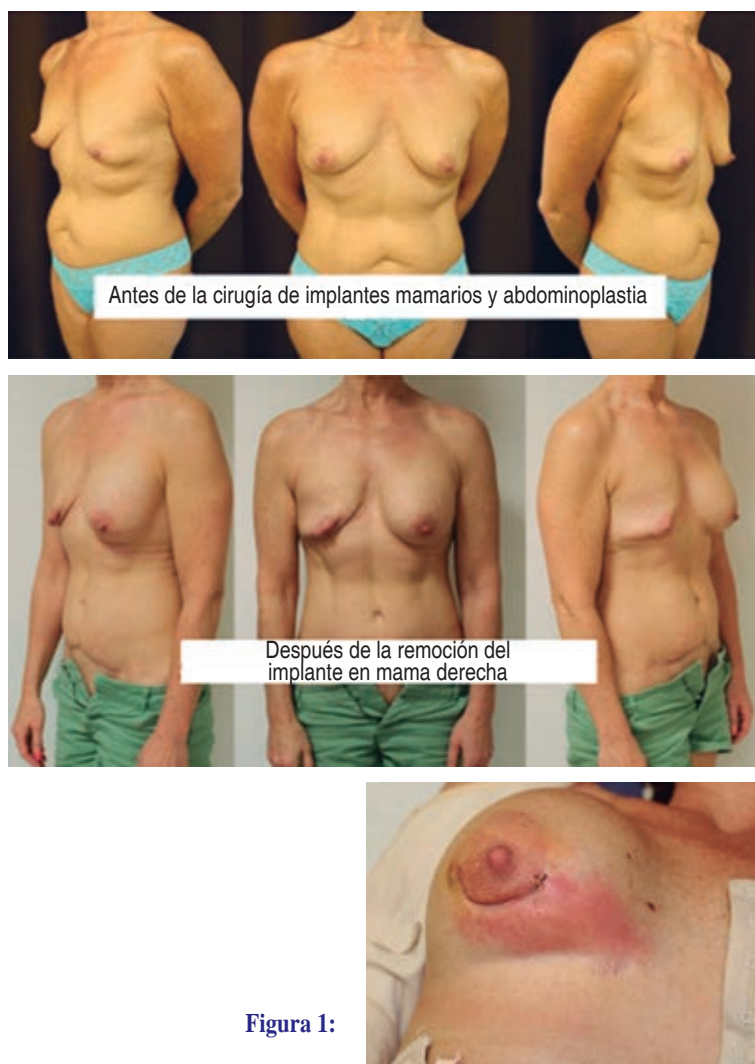 Antes de la cirugía de implantes mamarios y abdominoplastia
Después de la remoción del
implante en mama derecha
Figura 1: